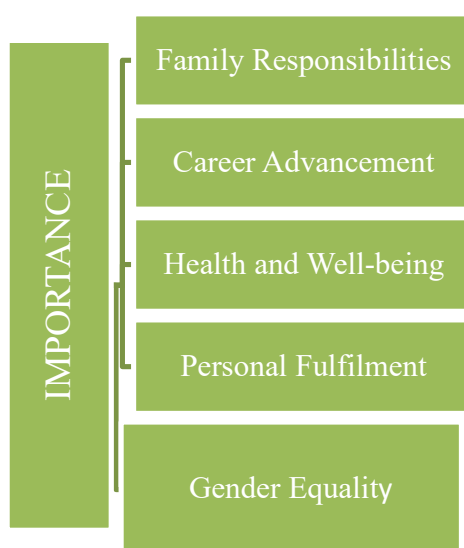 IMPORTANCE
Family Responsibilities
Career Advancement
Health and Well-being
Personal Fulfilment
Gender Equality